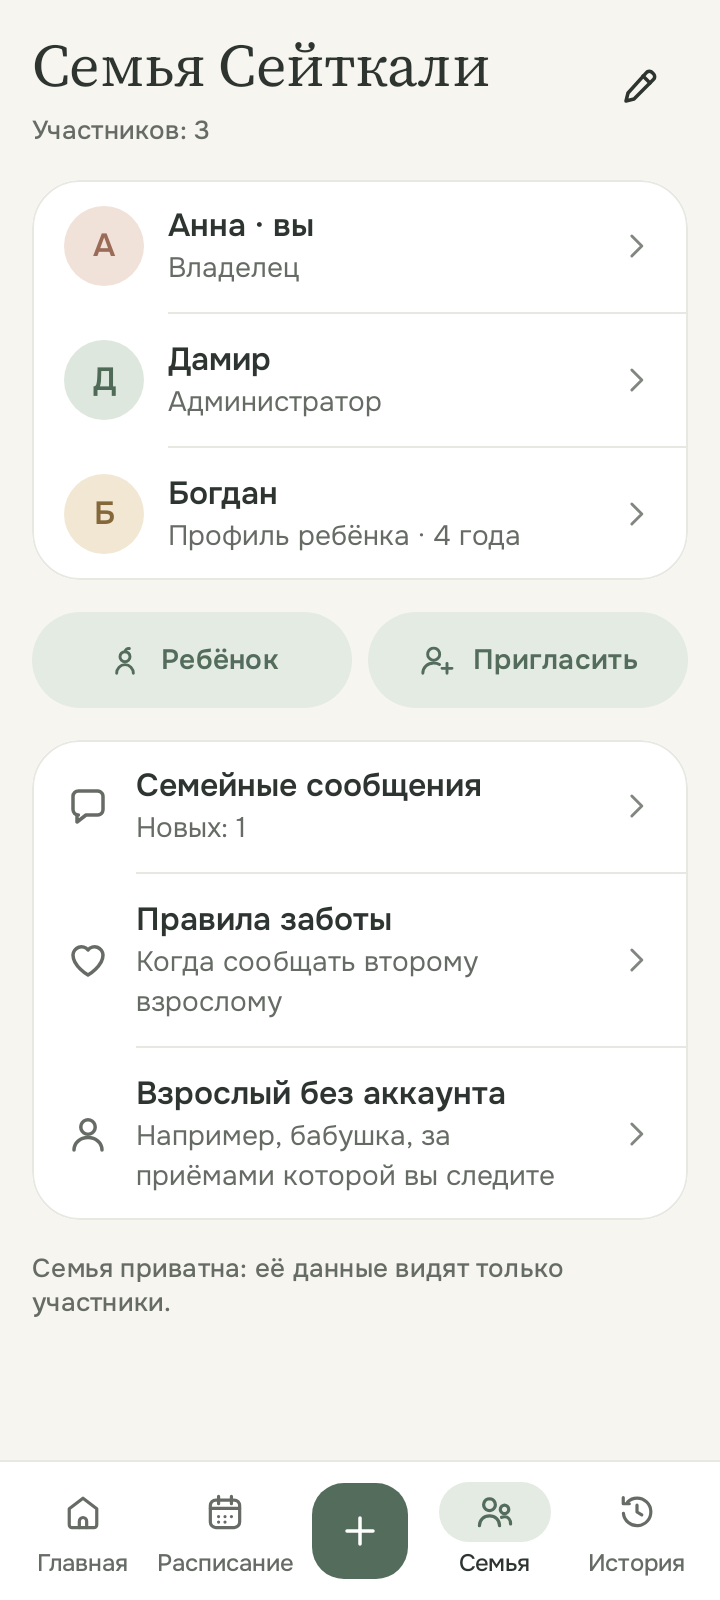 Семья Сейткали
Участников: 3
А
Анна · вы
Владелец
Д
Дамир
Администратор
Б
Богдан
Профиль ребёнка · 4 года
Ребёнок
Пригласить
Семейные сообщения
Новых: 1
Правила заботы
Когда сообщать второму
взрослому
Взрослый без аккаунта
Например, бабушка, за
приёмами которой вы следите
Семья приватна: её данные видят только
участники.
Главная
Расписание
Семья
История